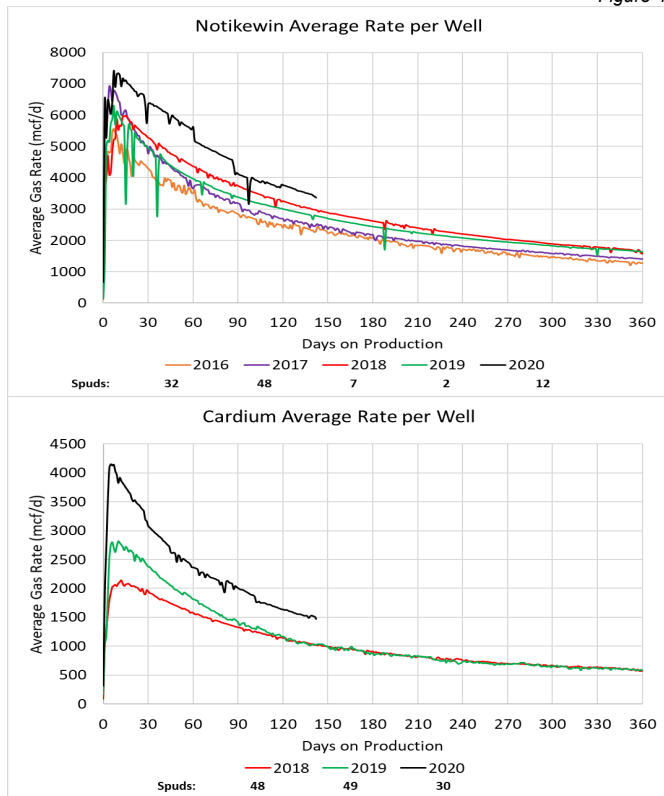 Notikewin Average Rate per Well
Average Gas Rate (mcf/d)
8000
7000
6000
5000
4000
3000
2000
1000
0
0 30 60 90 120 150 180 210 240 270 300 330 360
Days on Production
2016 2017 2018 2019 2020
Spuds: 32 48 7 2 12
Cardium Average Rate per Well
Average Gas Rate (mcf/d)
4500
4000
3500
3000
2500
2000
1500
1000
500
0
0 30 60 90 120 150 180 210 240 270 300 330 360
Days on Production
2018 2019 2020
Spuds: 48 49 30